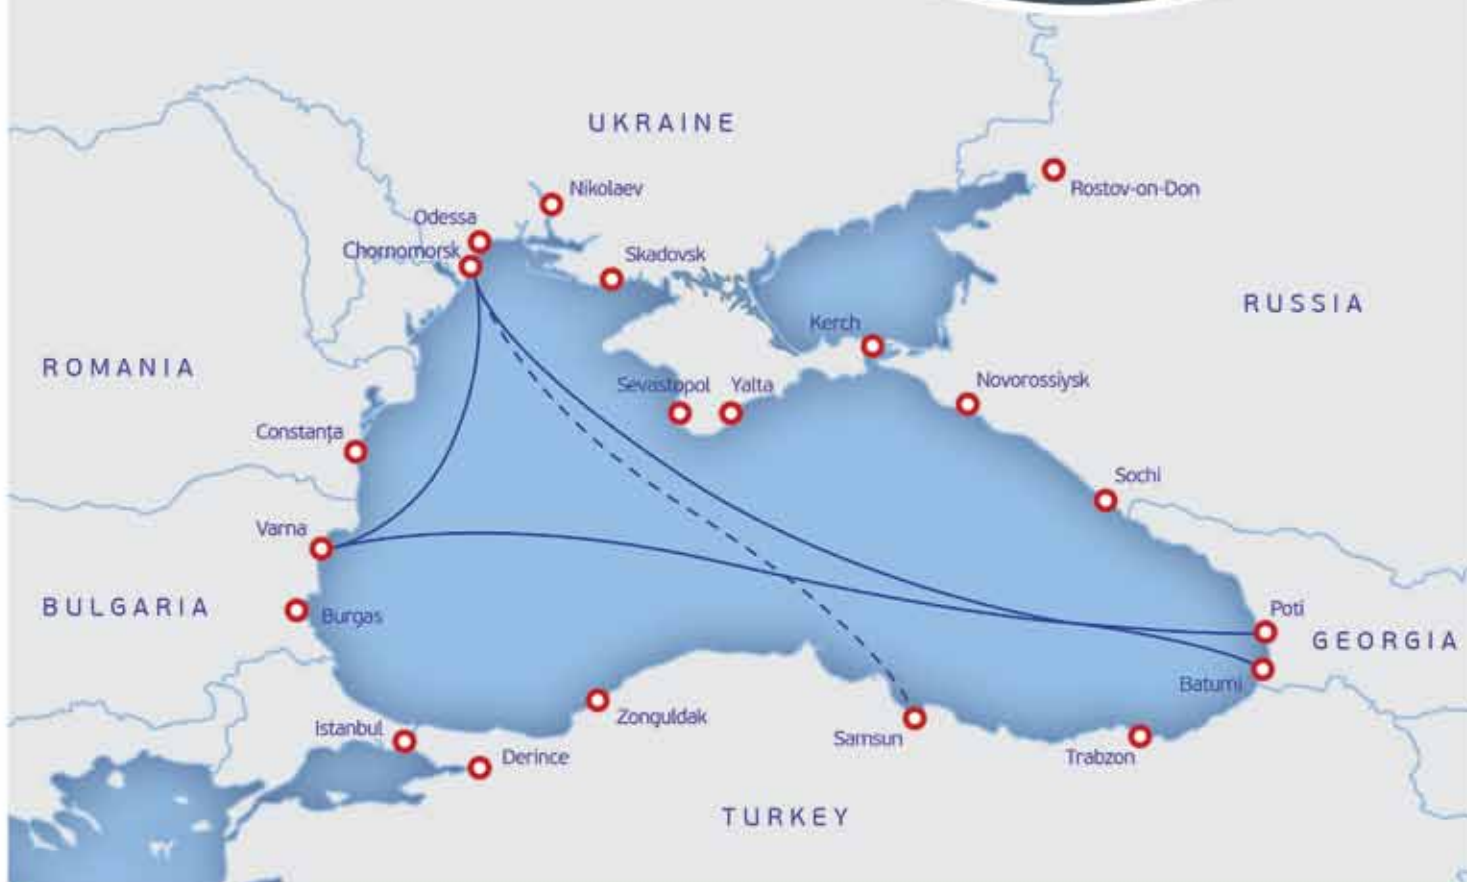 UKRAINE
Rostov-on-Don
Nikolaev
Odessa
Chornomorsk
Skadovsk
RUSSIA
Kerch
ROMANIA
Sevastopol
Yalta
Novorossiysk
Constanţa
Sochi
Varna
BULGARIA
Burgas
Poti
GEORGIA
Batumi
Istanbul
Zonguldak
Samsun
Derince
Trabzon
TURKEY